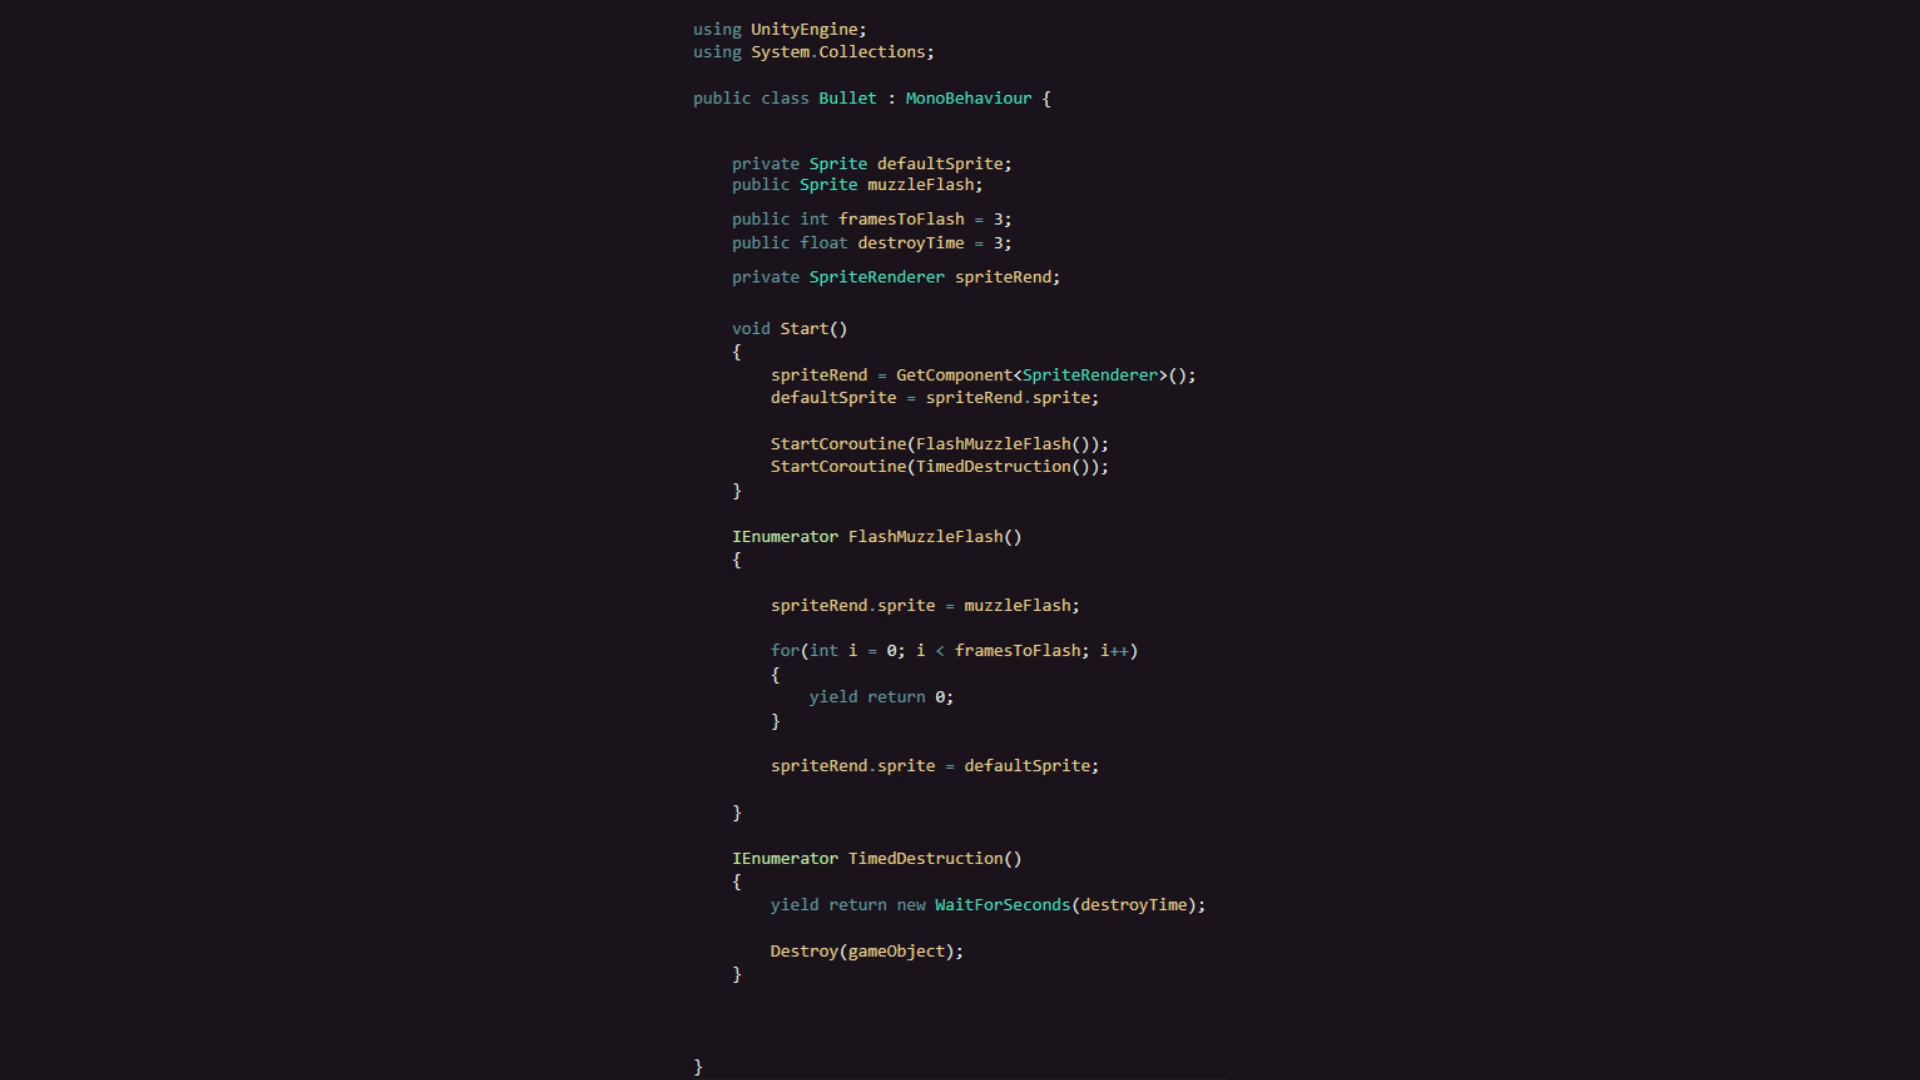 using UnityEngine;
using System.Collections;
public class Bullet : MonoBehaviour {
private Sprite defaultSprite;
public Sprite muzzleFlash;
public int framesToFlash = 3;
public float destroyTime = 3;
private SpriteRenderer spriteRend;
void Start()
{
spriteRend = GetComponent<SpriteRenderer>();
defaultSprite = spriteRend.sprite;
StartCoroutine(FlashMuzzleFlash());
StartCoroutine(TimedDestruction());
}
IEnumerator FlashMuzzleFlash()
{
spriteRend.sprite = muzzleFlash;
for(int i = 0; i < framesToFlash; i++)
{
yield return 0;
}
spriteRend.sprite = defaultSprite;
}
IEnumerator TimedDestruction()
{
yield return new WaitForSeconds(destroyTime);
Destroy(gameObject);
}
}